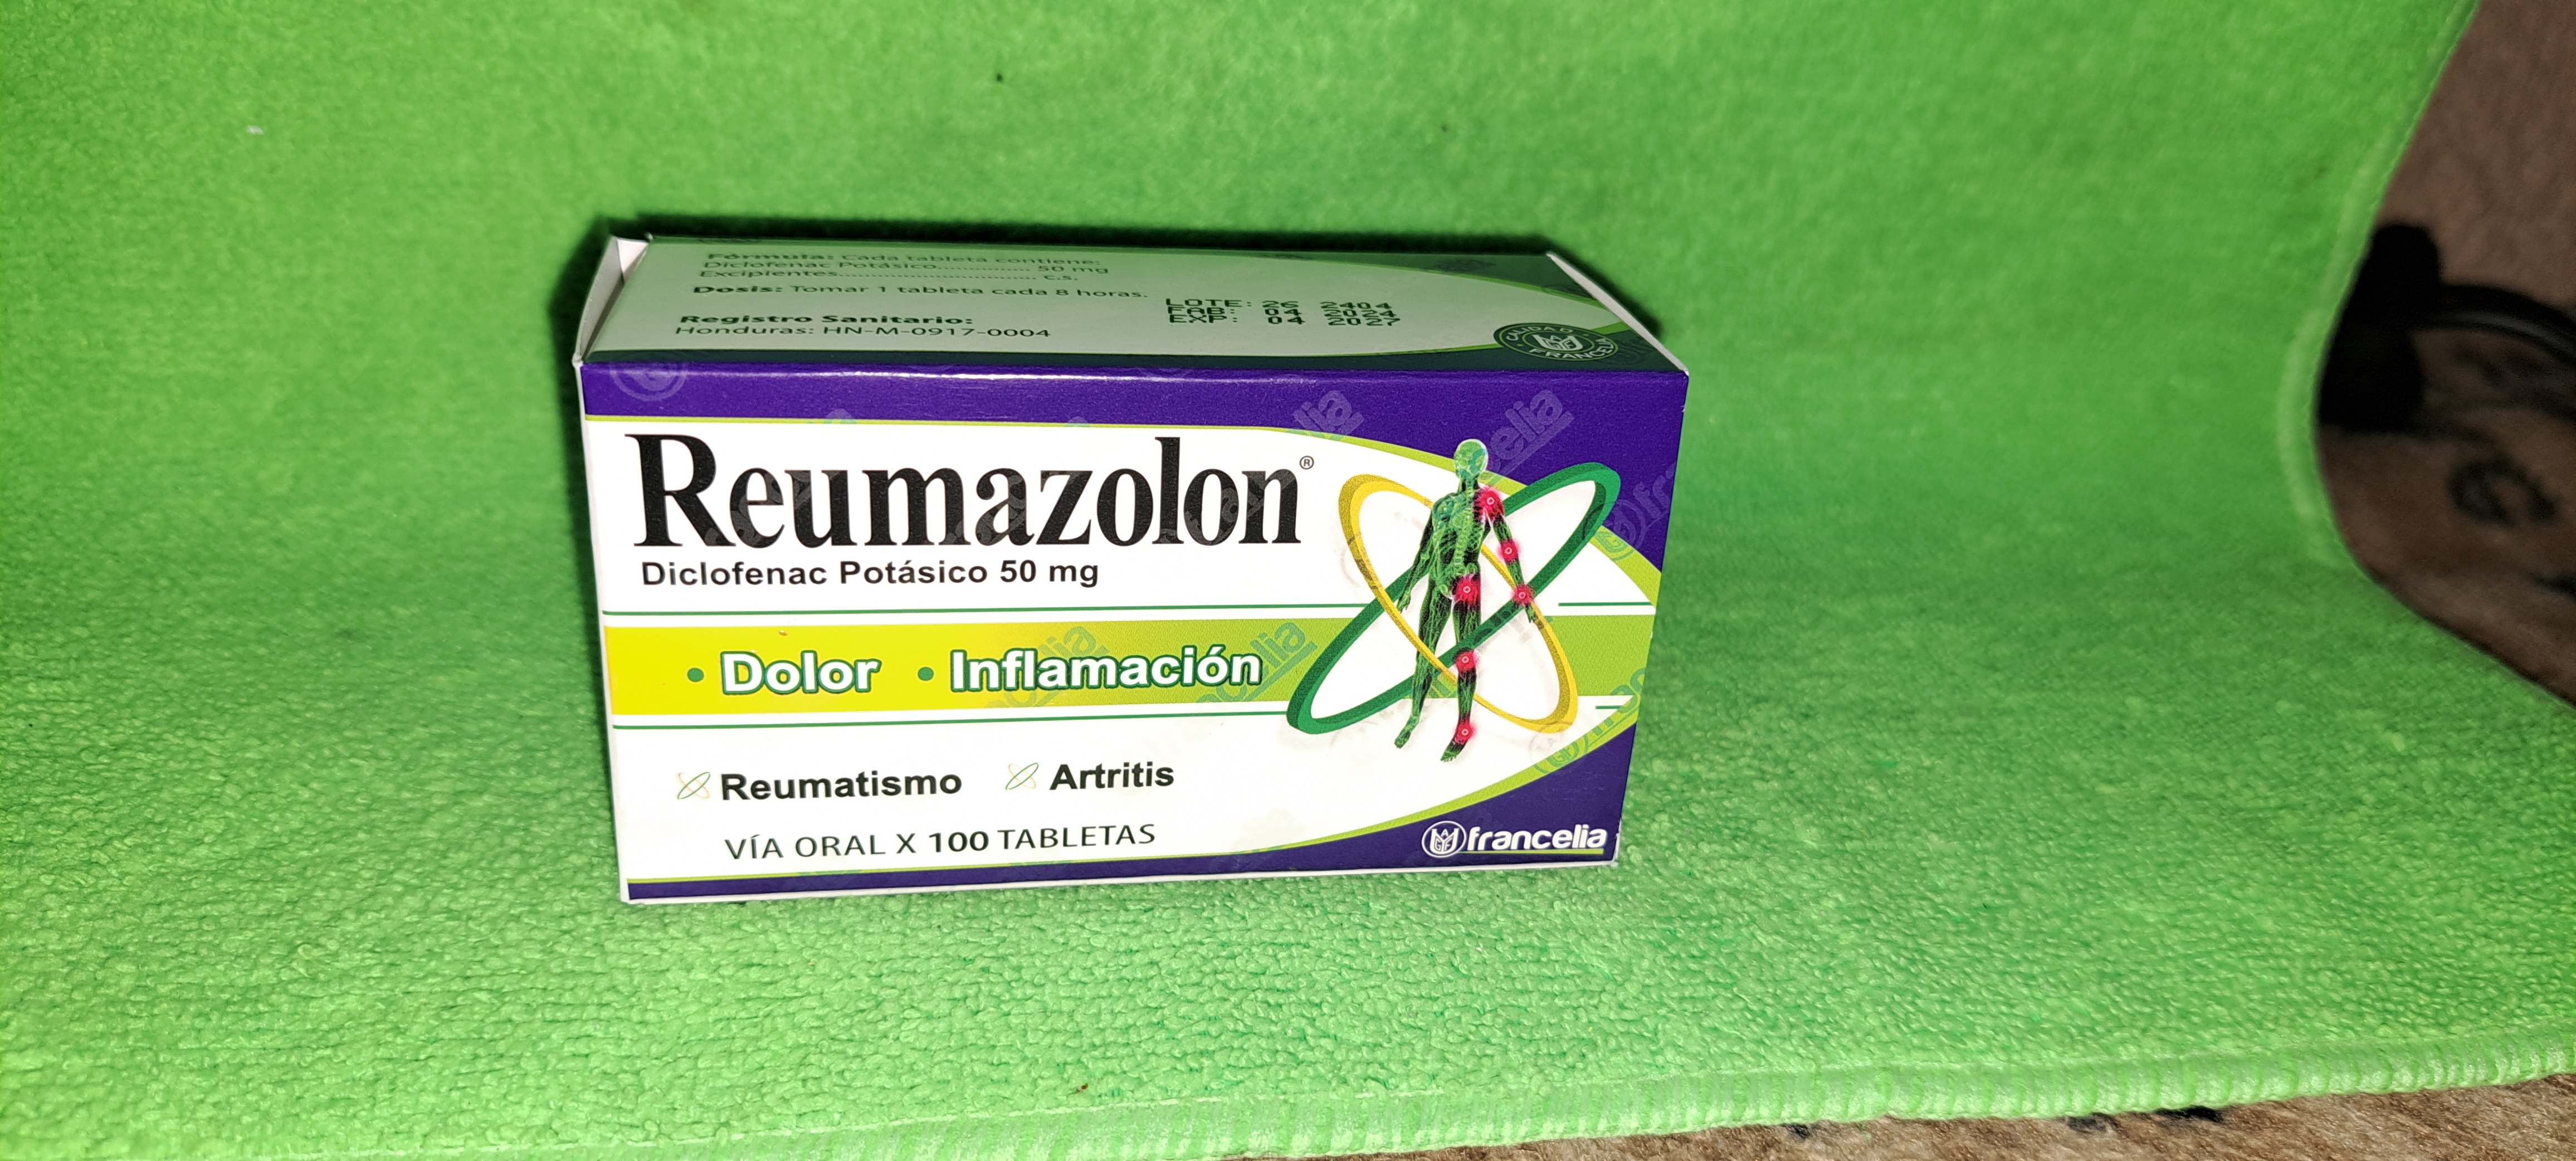 Fórmula: Cada tableta contiene:
Diclofenac Potásico................. 50 mg
Excipientes................................. c.s.
Dosis: Tomar 1 tableta cada 8 horas.
Registro Sanitario:
Honduras: HN-M-0917-0004
LOTE: 26 2404
FAB: 04 2024
EXP: 04 2027
CALIDAD FRANCELIA
Reumazolon®
Diclofenac Potásico 50 mg
• Dolor • Inflamación
Reumatismo Artritis
VÍA ORAL X 100 TABLETAS
francelia